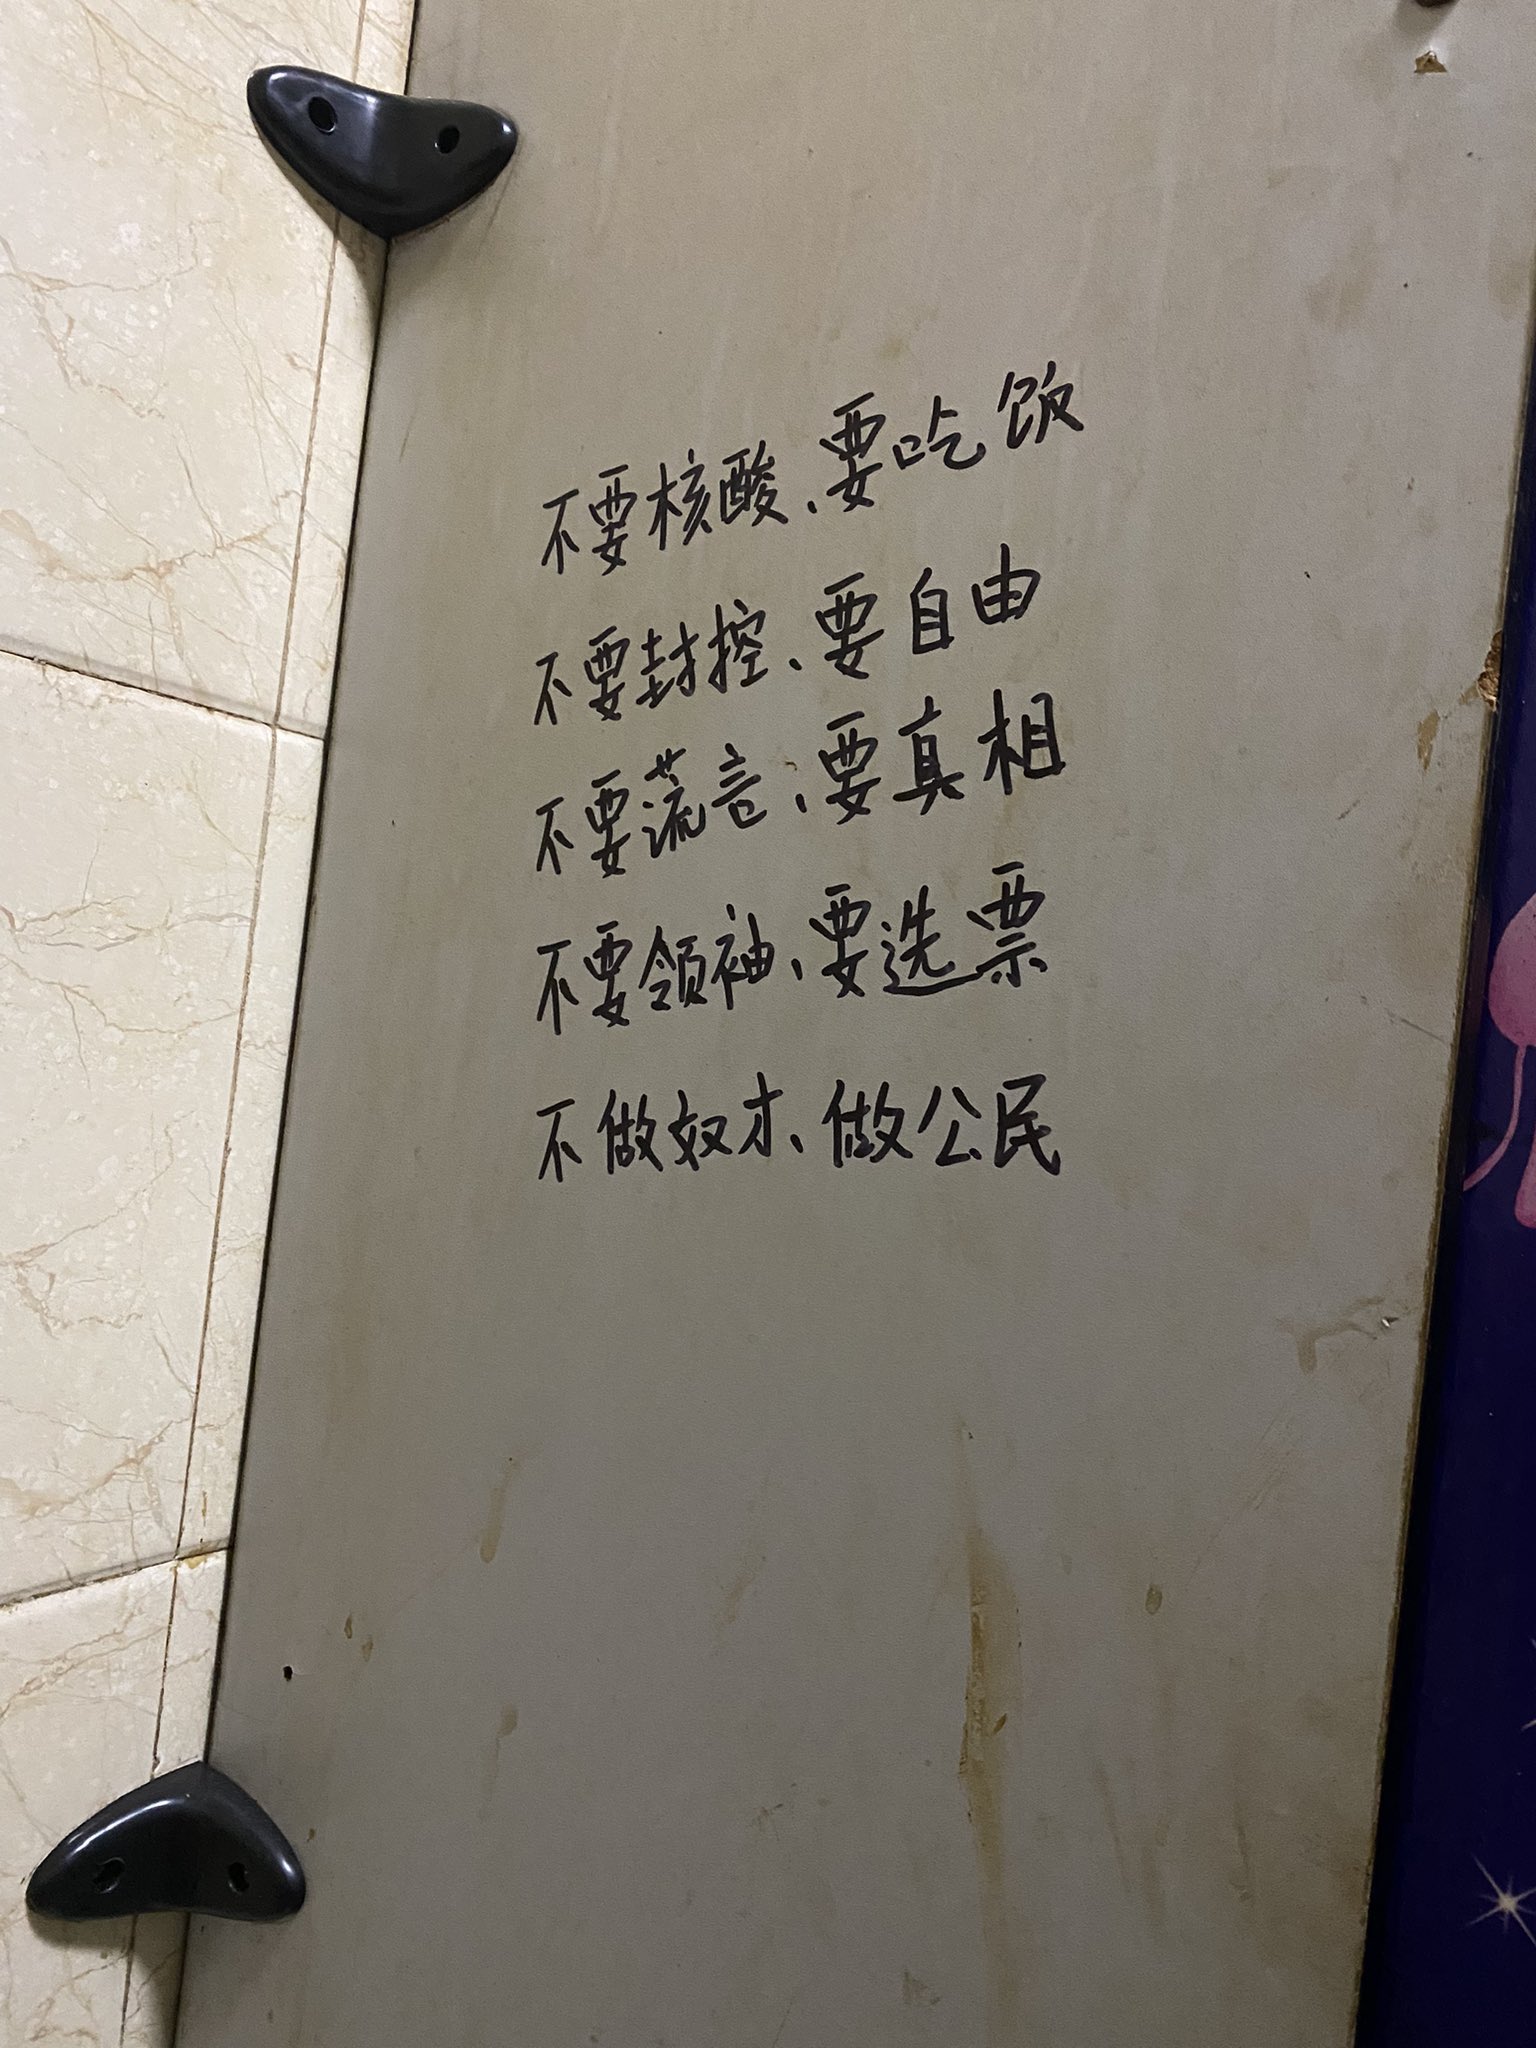 不要核酸、要吃饭
不要封控、要自由
不要谎言、要真相
不要领袖、要选票
不做奴才、做公民